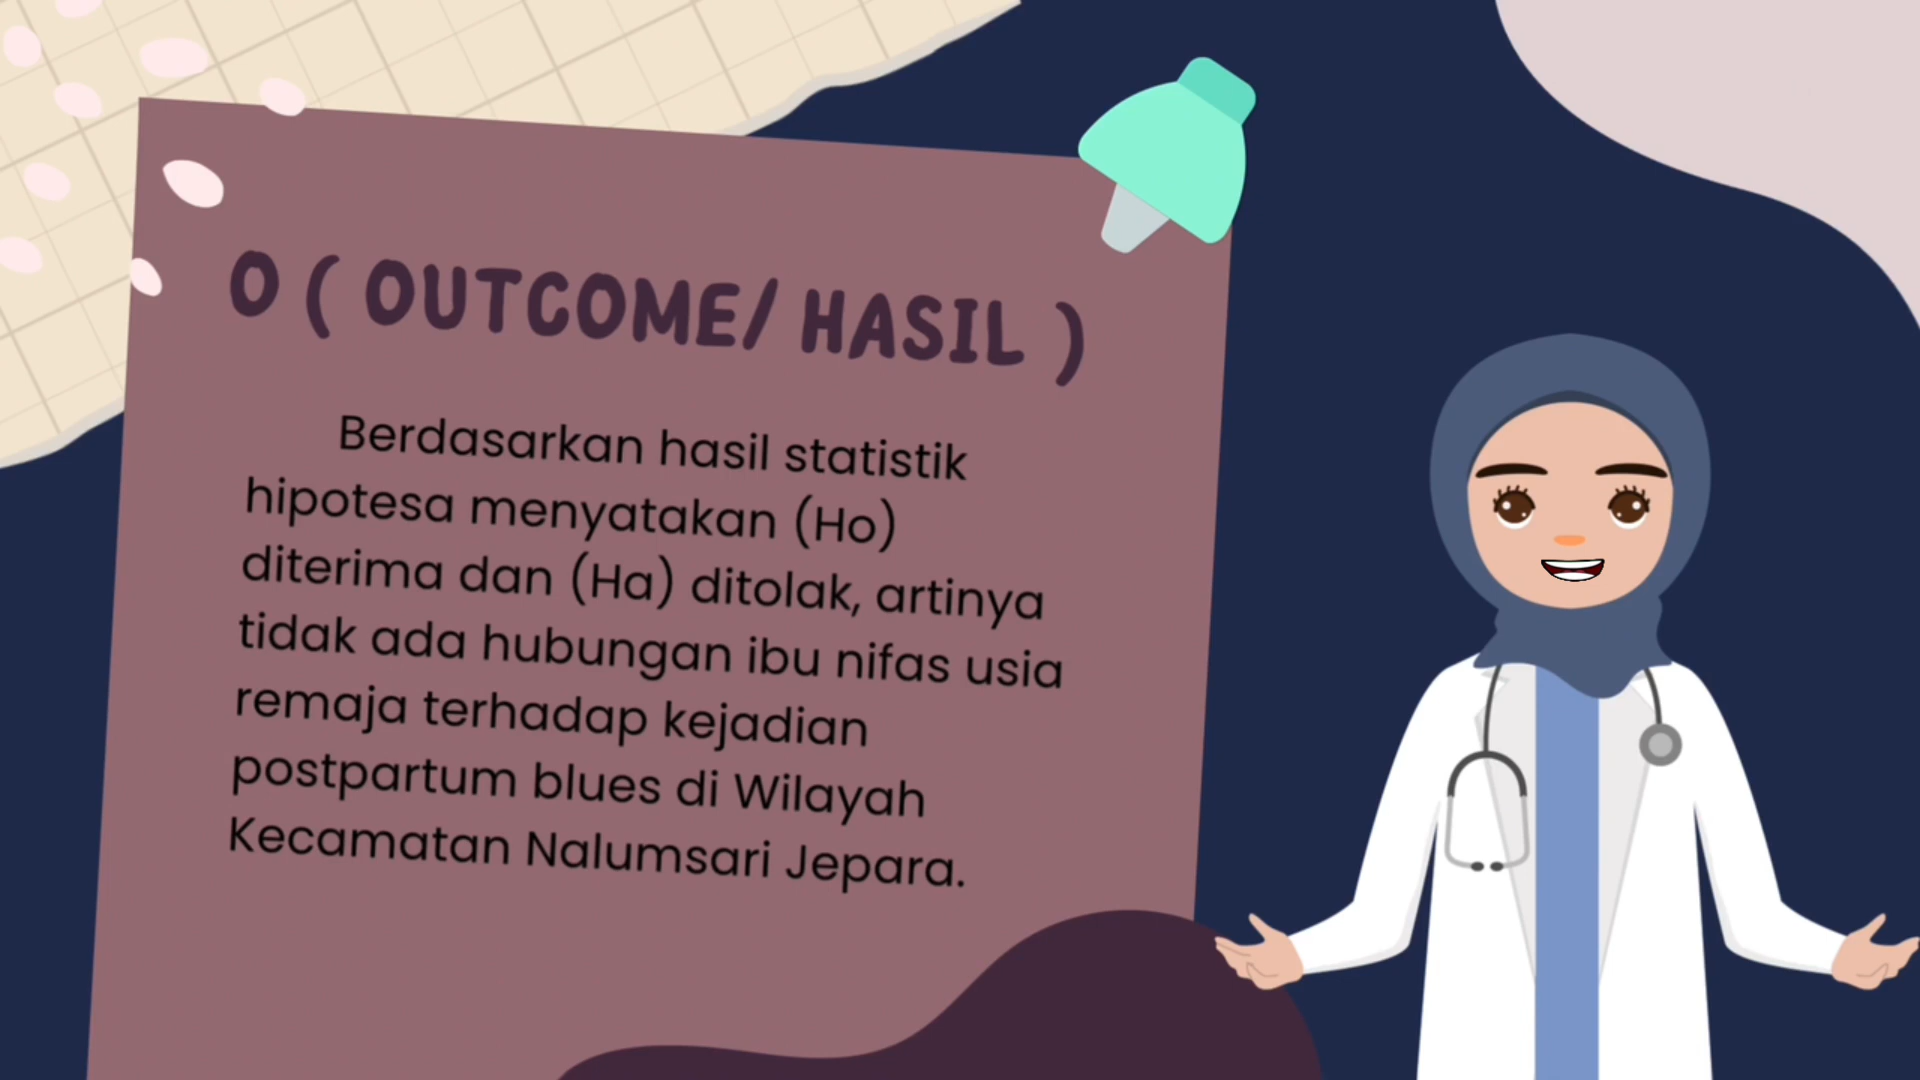 O ( OUTCOME/ HASIL )
Berdasarkan hasil statistik
hipotesa menyatakan (Ho)
diterima dan (Ha) ditolak, artinya
tidak ada hubungan ibu nifas usia
remaja terhadap kejadian
postpartum blues di Wilayah
Kecamatan Nalumsari Jepara.